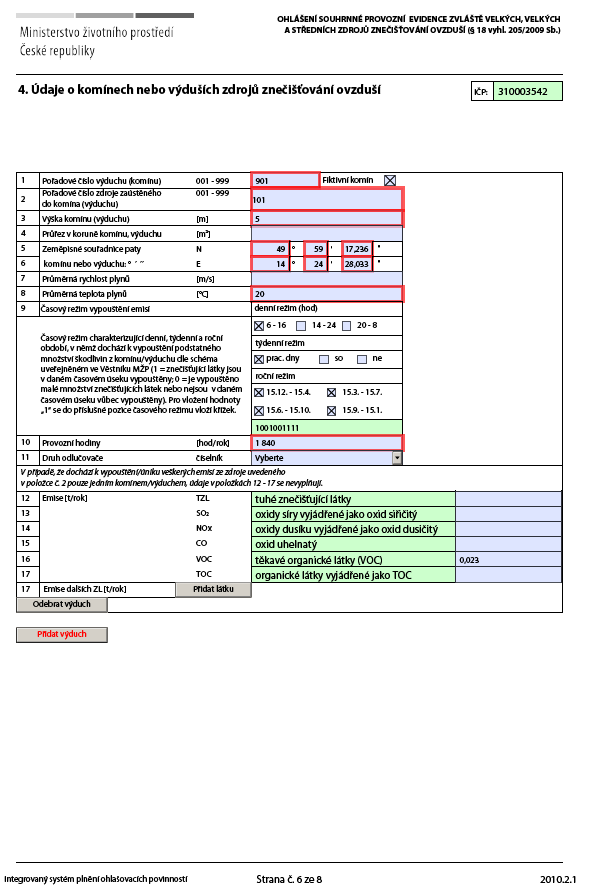 Ministerstvo životního prostředí
České republiky
OHLÁŠENÍ SOUHRNNÉ PROVOZNÍ EVIDENCE ZVLÁŠTĚ VELKÝCH, VELKÝCH
A STŘEDNÍCH ZDROJŮ ZNEČIŠŤOVÁNÍ OVZDUŠÍ (§ 18 vyhl. 205/2009 Sb.)
4. Údaje o komínech nebo výduších zdrojů znečišťování ovzduší
IČP: 310003542
1 Pořadové číslo výduchu (komínu) 001 - 999 901 Fiktivní komín
2 Pořadové číslo zdroje zaústěného do komína (výduchu) 001 - 999 101
3 Výška komínu (výduchu) [m] 5
4 Průřez v koruně komínu, výduchu [m²]
5 Zeměpisné souřadnice paty N 49 ° 59 ' 17,236 "
6 komínu nebo výduchu: ° ´ ´´ E 14 ° 24 ' 28,033 "
7 Průměrná rychlost plynů [m/s]
8 Průměrná teplota plynů [°C] 20
9 Časový režim vypouštění emisí denní režim (hod)
6 - 16 14 - 24 20 - 8
týdenní režim
prac. dny so ne
roční režim
15.12. - 15.4. 15.3. - 15.7.
15.6. - 15.10. 15.9. - 15.1.
1001001111
Časový režim charakterizující denní, týdenní a roční
období, v němž dochází k vypouštění podstatného
množství škodlivin z komínu/výduchu dle schéma
uveřejněném ve Věstníku MŽP (1 = znečišťující látky jsou
v daném časovém úseku vypouštěny; 0 = je vypouštěno
malé množství znečišťujících látek nebo nejsou v daném
časovém úseku vůbec vypouštěny). Pro vložení hodnoty
„1" se do příslušné pozice časového režimu vloží křížek.
10 Provozní hodiny [hod/rok] 1 840
11 Druh odlučovače číselník Vyberte
V případě, že dochází k vypouštění/úniku veškerých emisí ze zdroje uvedeného
v položce č. 2 pouze jedním komínem/výduchem, údaje v položkách 12 - 17 se nevyplňují.
12 Emise [t/rok] TZL tuhé znečišťující látky
13 SO₂ oxidy síry vyjádřené jako oxid siřičitý
14 NOx oxidy dusíku vyjádřené jako oxid dusičitý
15 CO oxid uhelnatý
16 VOC těkavé organické látky (VOC) 0,023
17 TOC organické látky vyjádřené jako TOC
17 Emise dalších ZL [t/rok] Přidat látku
Odebrat výduch
Přidat výduch
Integrovaný systém plnění ohlašovacích povinností
Strana č. 6 ze 8
2010.2.1